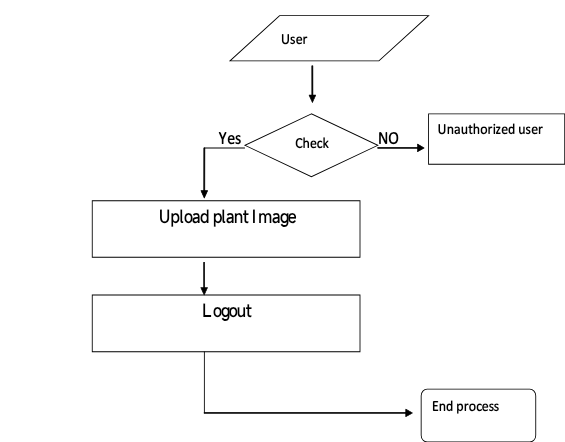 User
Yes
Check
NO
Unauthorized user
Upload plant Image
Logout
End process